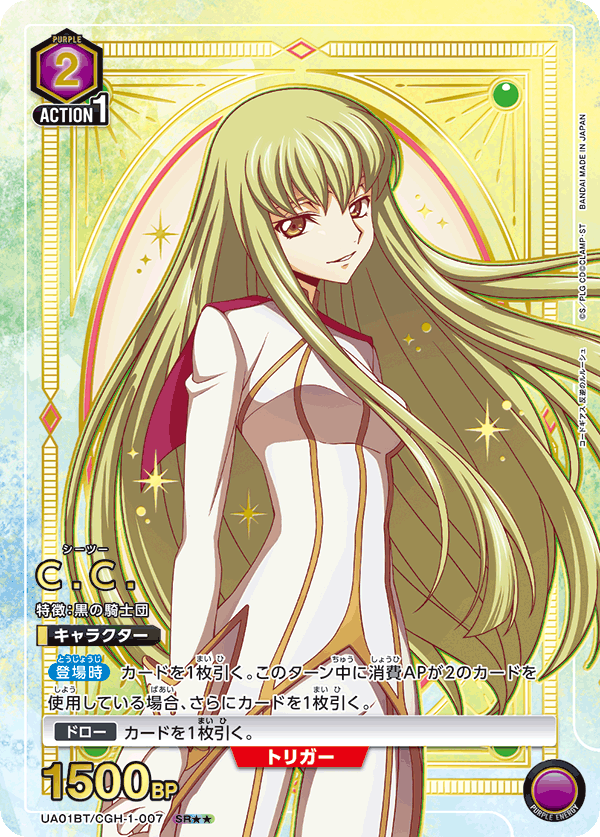 PURPLE
2
ACTION1
BANDAI MADE IN JAPAN
©S／PLG CD©CLAMP・ST
コードギアス 反逆のルルーシュ
シーツー
C.C.
特徴：黒の騎士団
キャラクター
とうじょうじ まい ひ ちゅう しょうひ
登場時 カードを1枚引く。このターン中に消費APが2のカードを
しよう ばあい まい ひ
使用している場合、さらにカードを1枚引く。
まい ひ
ドロー カードを1枚引く。
トリガー
1500BP
UA01BT/CGH-1-007 SR★★
PURPLE ENERGY